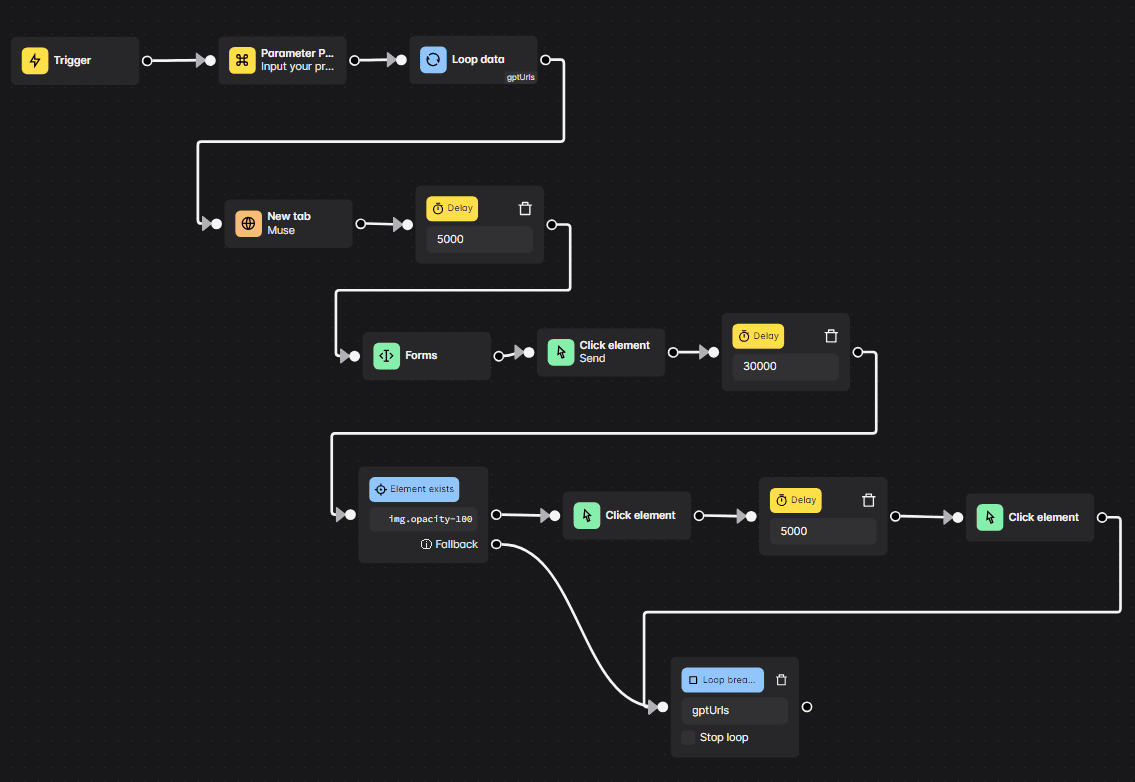 Trigger
Parameter P...
Input your pr...
Loop data
gptUrls
New tab
Muse
Delay
5000
Forms
Click element
Send
Delay
30000
Element exists
img.opacity-100
Fallback
Click element
Delay
5000
Click element
Loop brea...
gptUrls
Stop loop